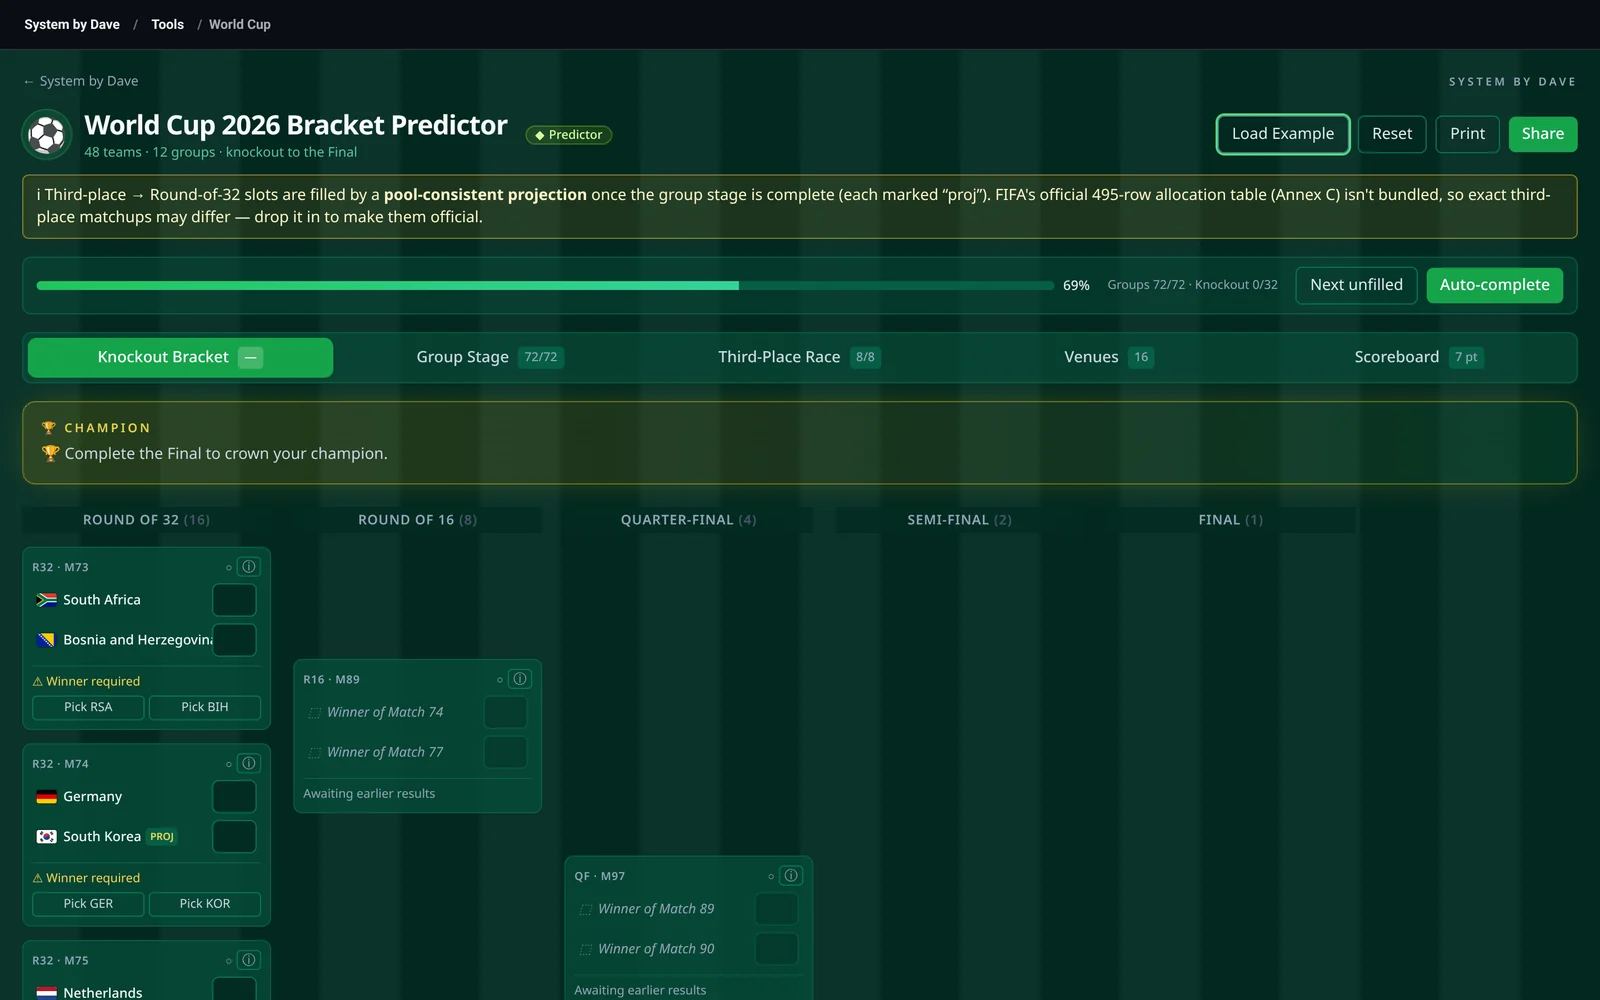 System by Dave / Tools / World Cup
← System by Dave
SYSTEM BY DAVE
World Cup 2026 Bracket Predictor
◆ Predictor
48 teams · 12 groups · knockout to the Final
Load Example
Reset
Print
Share
i Third-place → Round-of-32 slots are filled by a pool-consistent projection once the group stage is complete (each marked “proj”). FIFA's official 495-row allocation table (Annex C) isn't bundled, so exact third-
place matchups may differ — drop it in to make them official.
69%
Groups 72/72 · Knockout 0/32
Next unfilled
Auto-complete
Knockout Bracket —
Group Stage 72/72
Third-Place Race 8/8
Venues 16
Scoreboard 7 pt
🏆 CHAMPION
🏆 Complete the Final to crown your champion.
ROUND OF 32 (16)
ROUND OF 16 (8)
QUARTER-FINAL (4)
SEMI-FINAL (2)
FINAL (1)
R32 · M73
○ ⓘ
South Africa
Bosnia and Herzegovina
⚠ Winner required
Pick RSA
Pick BIH
R16 · M89
○ ⓘ
Winner of Match 74
Winner of Match 77
Awaiting earlier results
R32 · M74
○ ⓘ
Germany
South Korea PROJ
⚠ Winner required
Pick GER
Pick KOR
QF · M97
○ ⓘ
Winner of Match 89
Winner of Match 90
Awaiting earlier results
R32 · M75
○ ⓘ
Netherlands